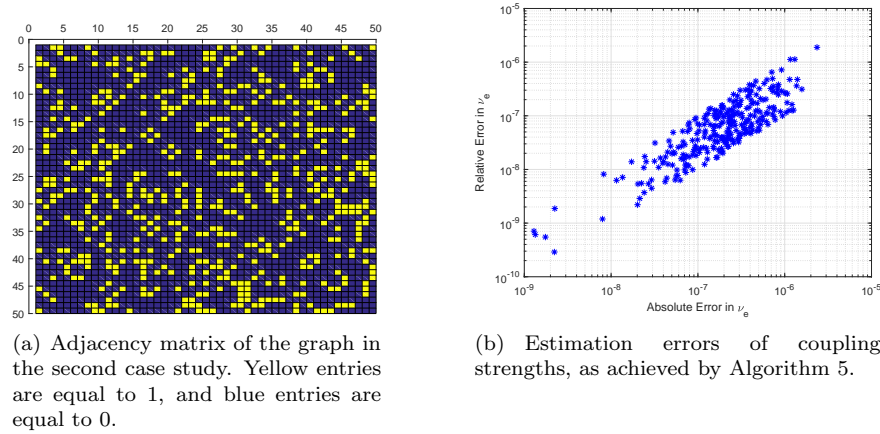 0 5 10 15 20 25 30 35 40 45 50
0
5
10
15
20
25
30
35
40
45
50
(a) Adjacency matrix of the graph in
the second case study. Yellow entries
are equal to 1, and blue entries are
equal to 0.
10-5
10-6
10-7
10-8
10-9
10-10
Relative Error in νe
10-9 10-8 10-7 10-6 10-5
Absolute Error in νe
(b) Estimation errors of coupling
strengths, as achieved by Algorithm 5.